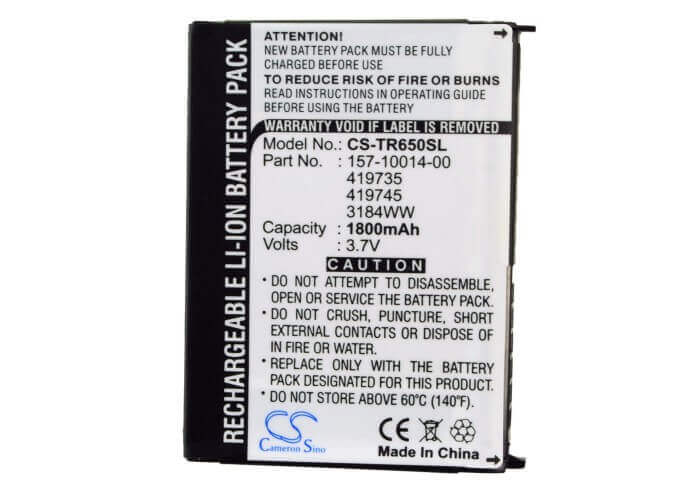 RECHARGEABLE LI-ION BATTERY PACK
ATTENTION!
NEW BATTERY PACK MUST BE FULLY
CHARGED BEFORE FIRST USE
TO REDUCE RISK OF FIRE OR BURNS
READ INSTRUCTIONS IN OPERATING GUIDE
BEFORE USING THE BATTERY
WARRANTY VOID IF LABEL REMOVED
Model No.: CS-TR650SL
Part No. : 157-10014-00
419735
419745
3184WW
Capacity : 1800mAh
Volts : 3.7V
CAUTION
• DO NOT ATTEMPT TO DISASSEMBLE,
OPEN OR SERVICE THE BATTERY PACK.
• DO NOT CRUSH, PUNCTURE, SHORT
EXTERNAL CONTACTS OR DISPOSE OF
IN FIRE OR WATER.
• REPLACE ONLY WITH THE BATTERY
PACK DESIGNED FOR THIS PRODUCT.
• DO NOT STORE ABOVE 60°C (140°F).
CS
Cameron Sino
CE
Made In China